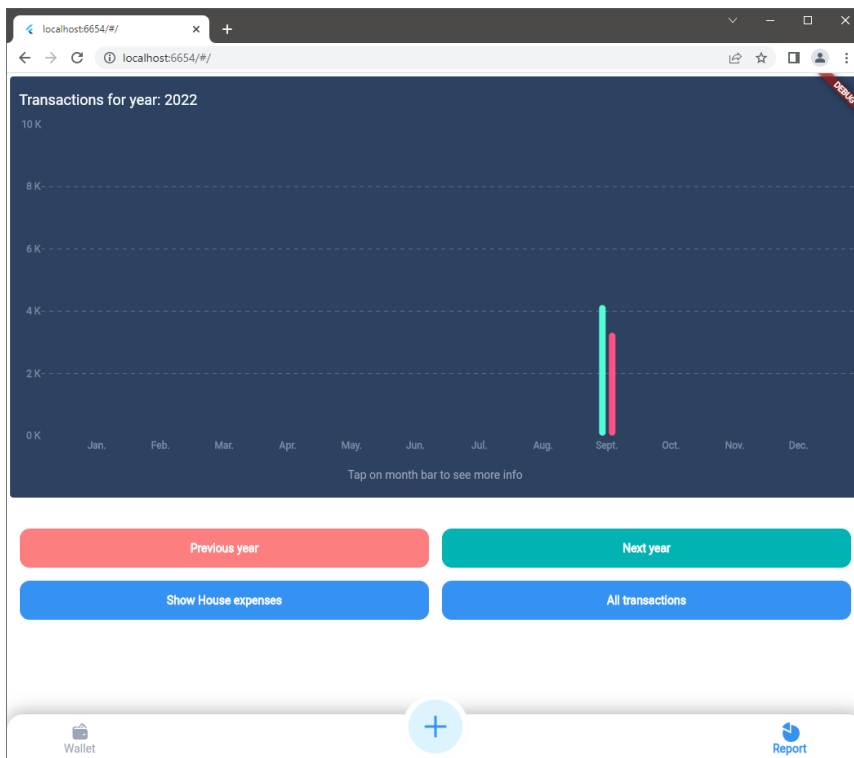 localhost:6654/#/
localhost:6654/#/
DEBUG
Transactions for year: 2022
10 K
8 K
6 K
4 K
2 K
0 K
Jan. Feb. Mar. Apr. May. Jun. Jul. Aug. Sept. Oct. Nov. Dec.
Tap on month bar to see more info
Previous year Next year
Show House expenses All transactions
Wallet Report